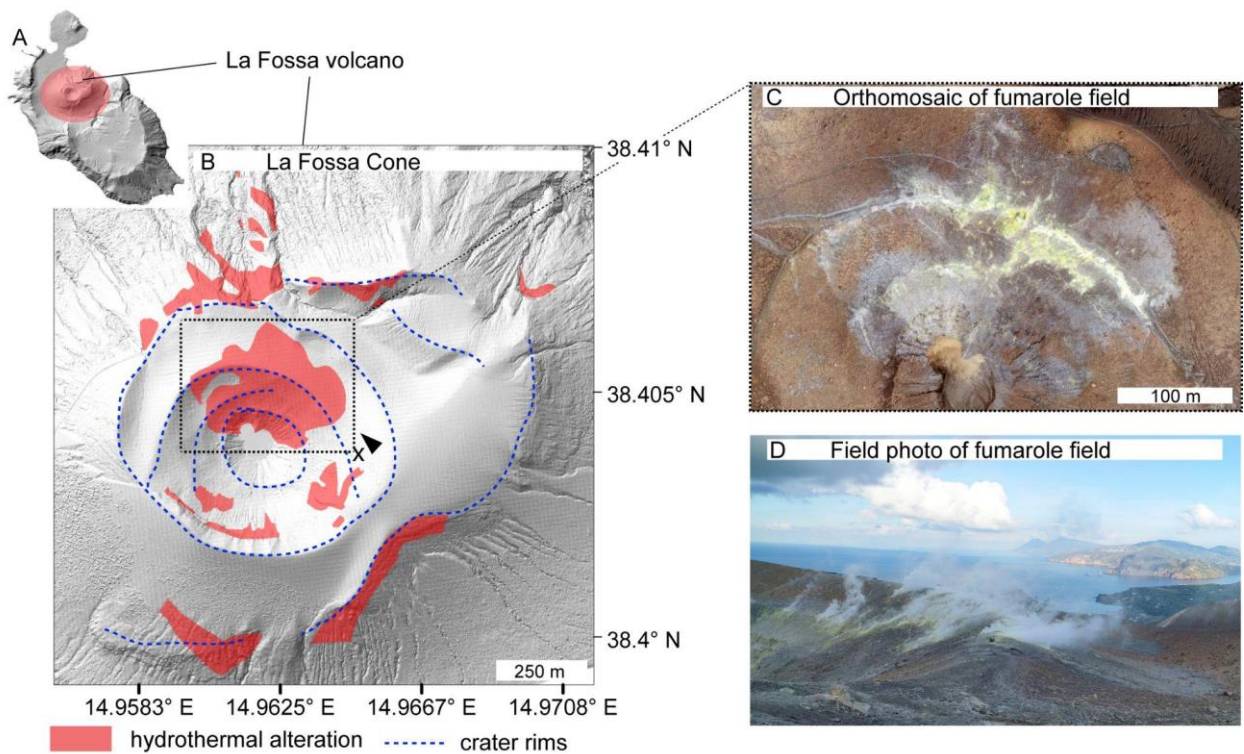 A
La Fossa volcano
B La Fossa Cone
38.41° N
38.405° N
38.4° N
x
250 m
14.9583° E 14.9625° E 14.9667° E 14.9708° E
hydrothermal alteration crater rims
C Orthomosaic of fumarole field
100 m
D Field photo of fumarole field